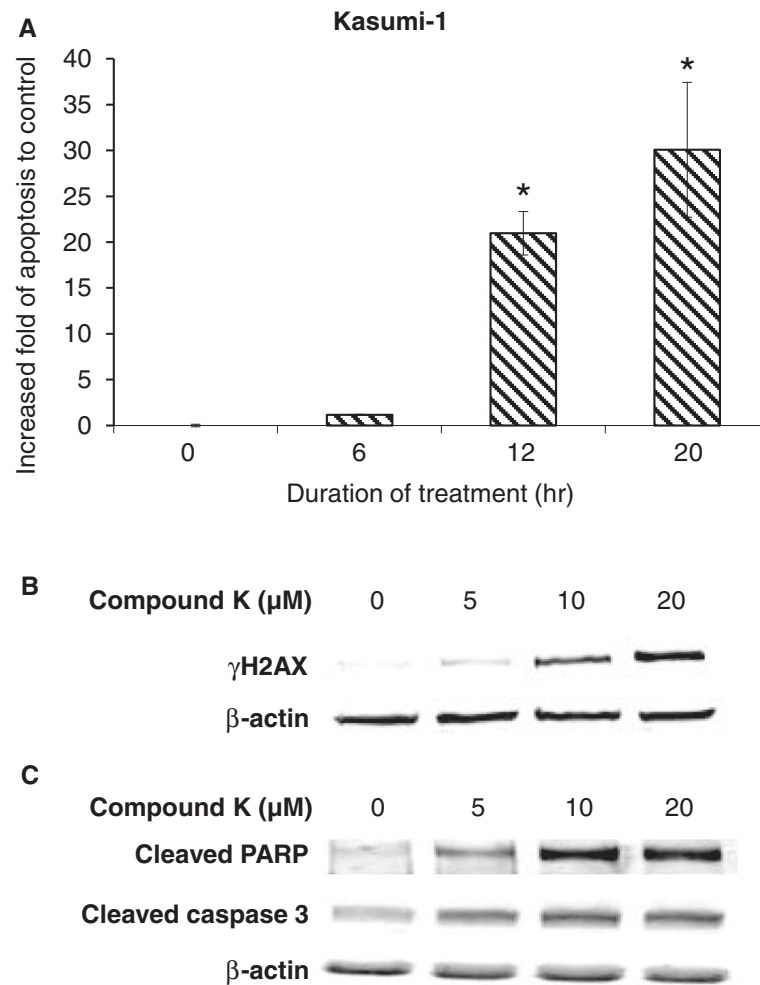 A
Kasumi-1
Increased fold of apoptosis to control
40
35
30
25
20
15
10
5
0
*
*
0 6 12 20
Duration of treatment (hr)
B
Compound K (µM) 0 5 10 20
γH2AX
β-actin
C
Compound K (µM) 0 5 10 20
Cleaved PARP
Cleaved caspase 3
β-actin